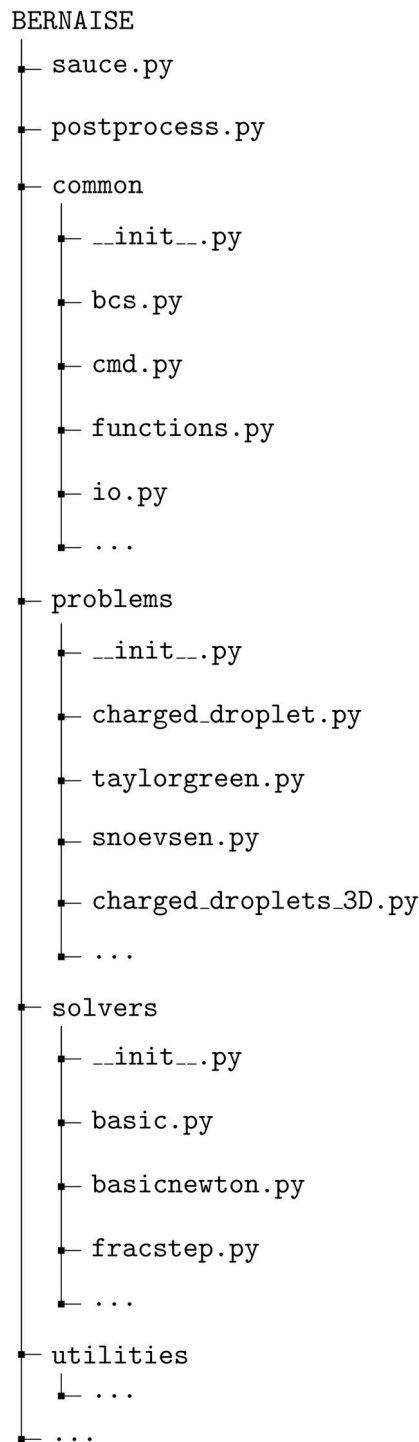 BERNAISE
sauce.py
postprocess.py
common
__init__.py
bcs.py
cmd.py
functions.py
io.py
...
problems
__init__.py
charged_droplet.py
taylorgreen.py
snoevsen.py
charged_droplets_3D.py
...
solvers
__init__.py
basic.py
basicnewton.py
fracstep.py
...
utilities
...
...